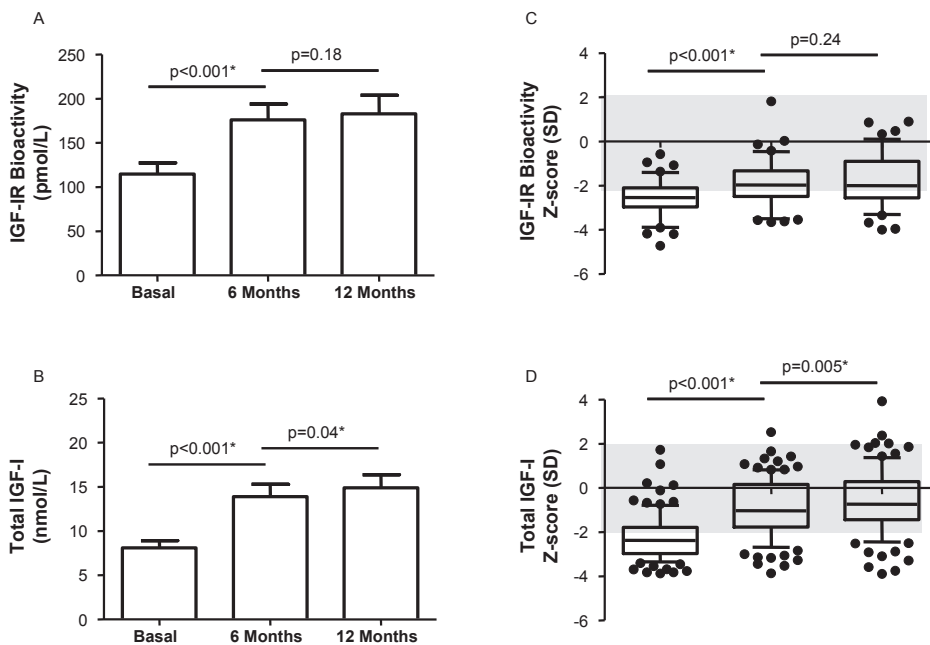 A
IGF-IR Bioactivity
(pmol/L)
250
200
150
100
50
0
p<0.001*
p=0.18
Basal
6 Months
12 Months
C
IGF-IR Bioactivity
Z-score (SD)
4
2
0
-2
-4
-6
p<0.001*
p=0.24
B
Total IGF-I
(nmol/L)
25
20
15
10
5
0
p<0.001*
p=0.04*
Basal
6 Months
12 Months
D
Total IGF-I
Z-score (SD)
4
2
0
-2
-4
-6
p<0.001*
p=0.005*